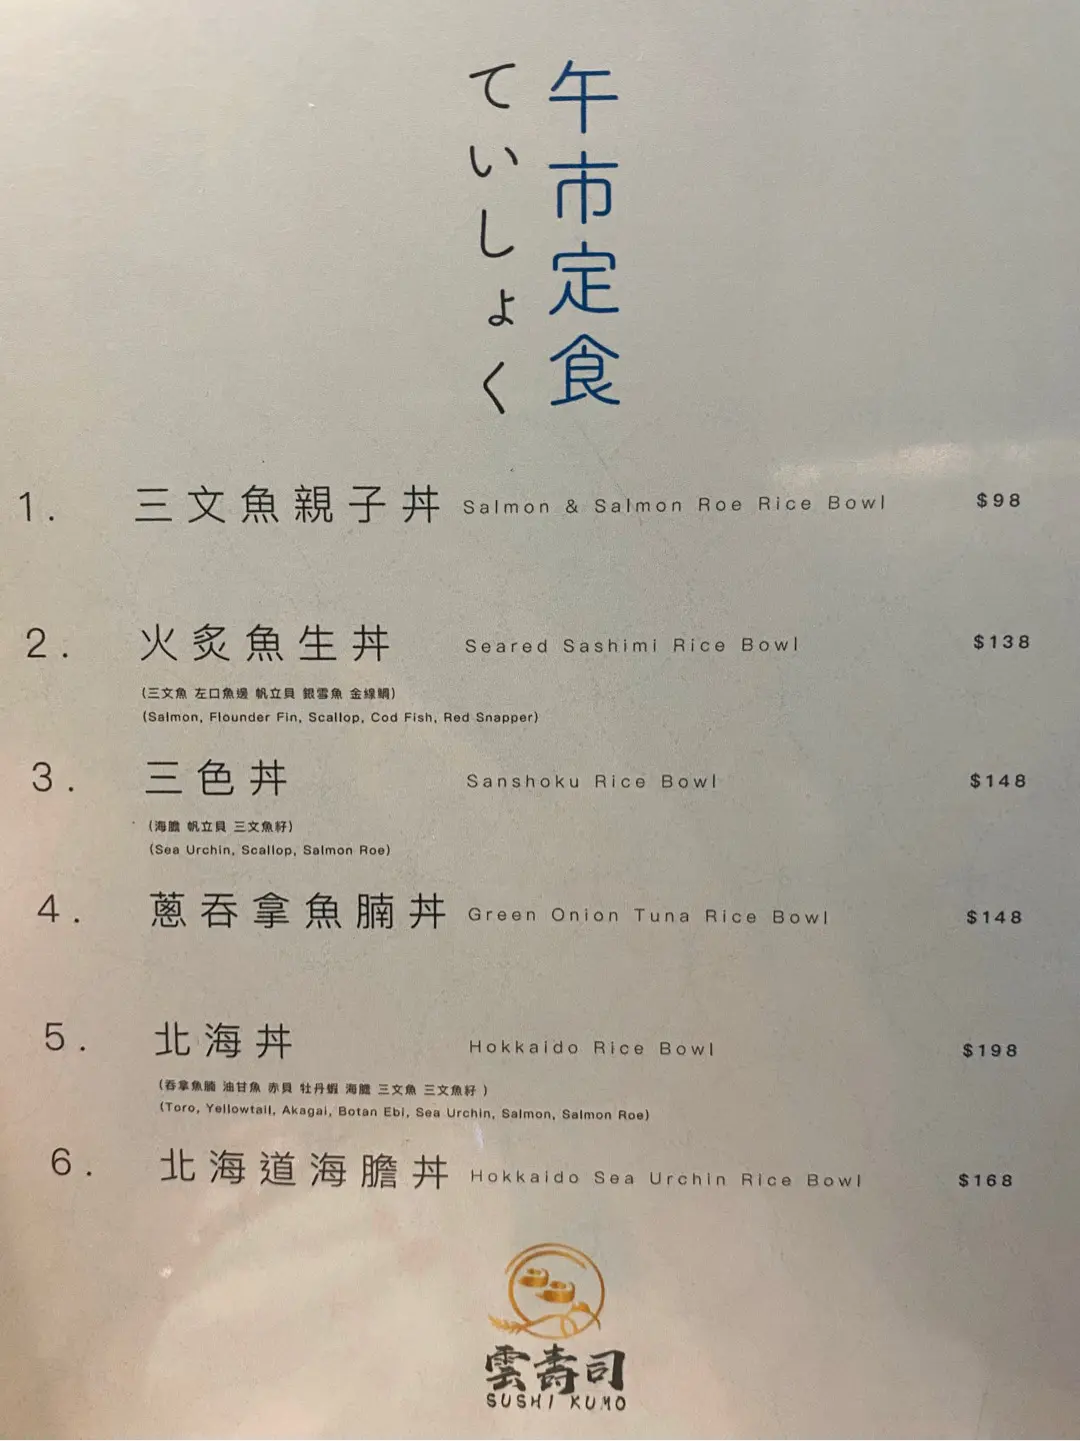 午市定食
ていしょく
1. 三文魚親子丼 Salmon & Salmon Roe Rice Bowl $98
2. 火炙魚生丼 Seared Sashimi Rice Bowl $138
(三文魚 左口魚邊 帆立貝 銀雪魚 金線鯛)
(Salmon, Flounder Fin, Scallop, Cod Fish, Red Snapper)
3. 三色丼 Sanshoku Rice Bowl $148
(海膽 帆立貝 三文魚籽)
(Sea Urchin, Scallop, Salmon Roe)
4. 蔥吞拿魚腩丼 Green Onion Tuna Rice Bowl $148
5. 北海丼 Hokkaido Rice Bowl $198
(吞拿魚腩 油甘魚 赤貝 牡丹蝦 海膽 三文魚 三文魚籽 )
(Toro, Yellowtail, Akagai, Botan Ebi, Sea Urchin, Salmon, Salmon Roe)
6. 北海道海膽丼 Hokkaido Sea Urchin Rice Bowl $168
雲壽司
SUSHI KUMO